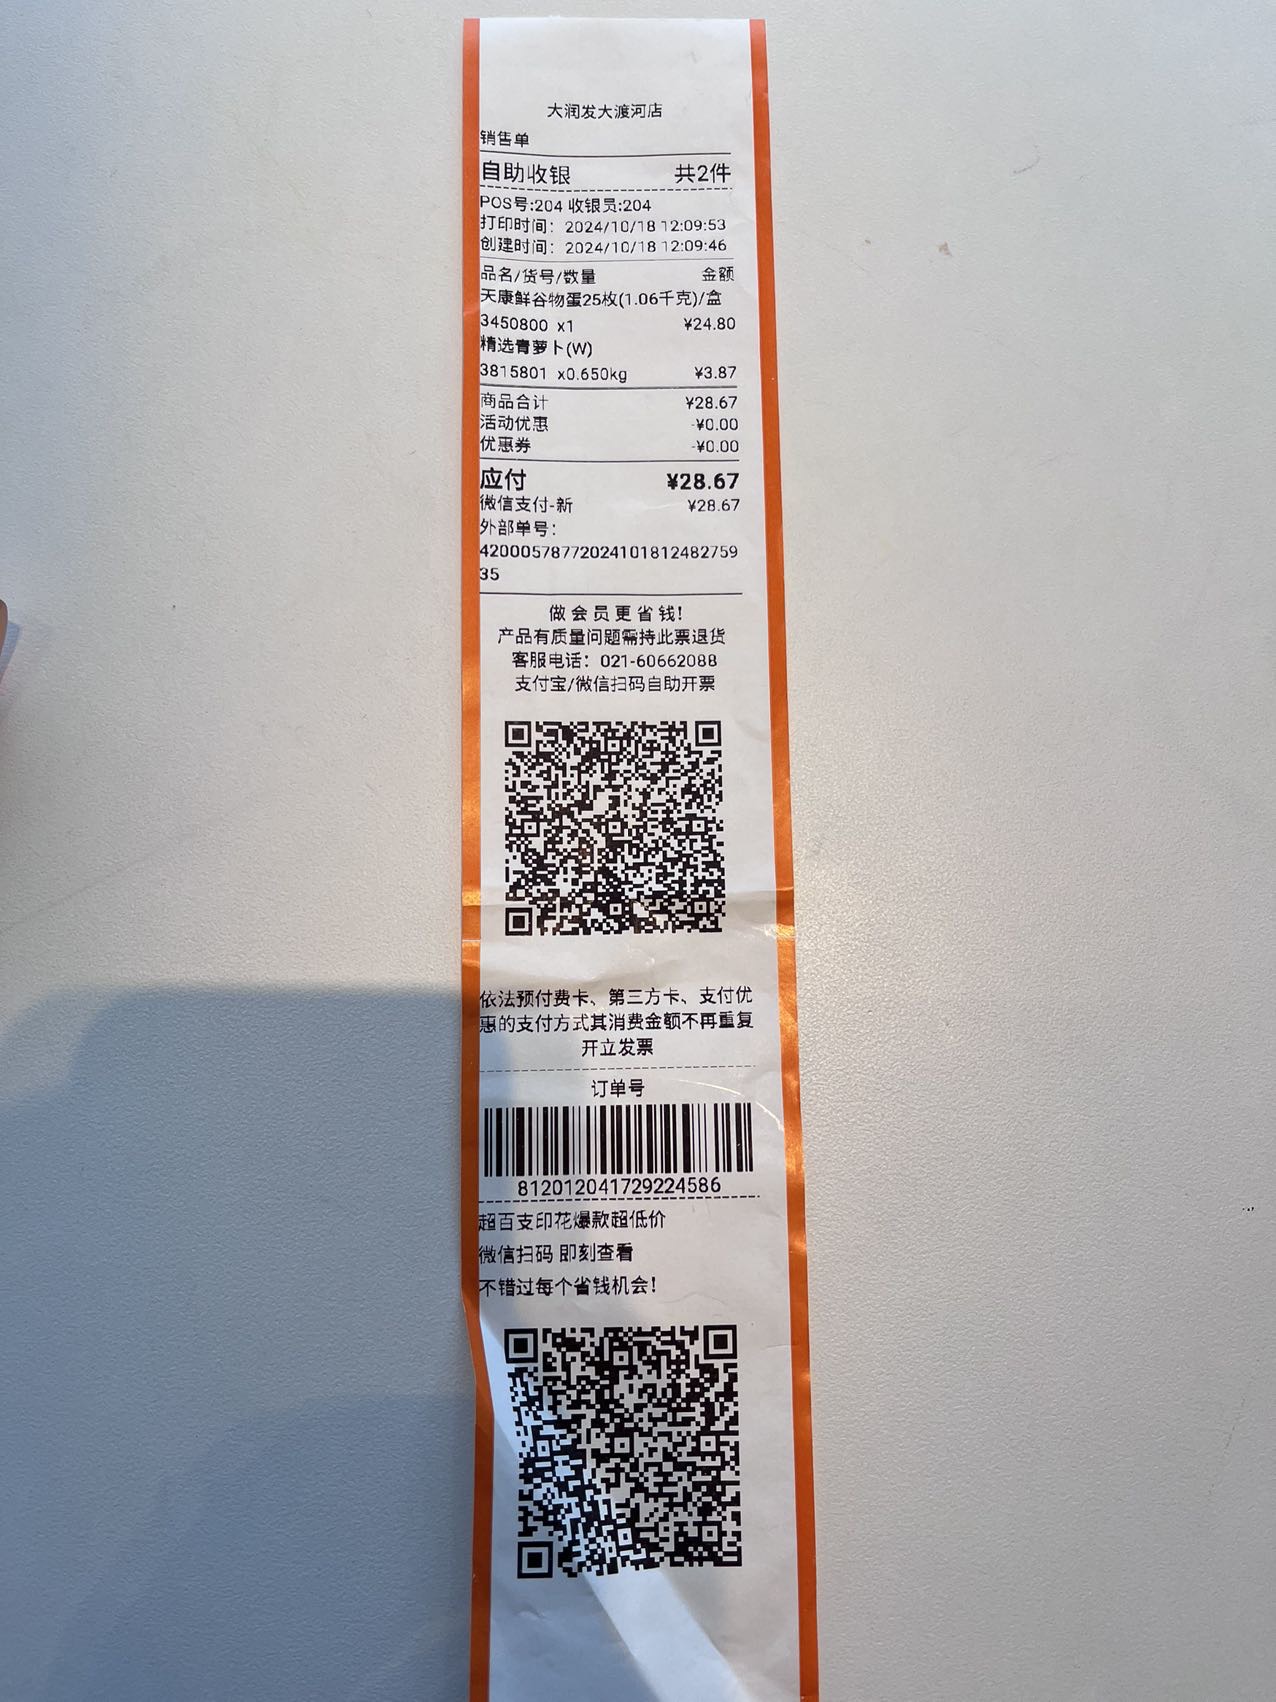 大润发大渡河店
销售单
自助收银 共2件
POS号:204 收银员:204
打印时间: 2024/10/18 12:09:53
创建时间: 2024/10/18 12:09:46
品名/货号/数量 金额
天康鲜谷物蛋25枚(1.06千克)/盒
3450800 x1 ¥24.80
精选青萝卜(W)
3815801 x0.650kg ¥3.87
商品合计 ¥28.67
活动优惠 -¥0.00
优惠券 -¥0.00
应付 ¥28.67
微信支付-新 ¥28.67
外部单号:
42000578772024101812482759
35
做会员更省钱!
产品有质量问题需持此票退货
客服电话: 021-60662088
支付宝/微信扫码自助开票
依法预付费卡、第三方卡、支付优
惠的支付方式其消费金额不再重复
开立发票
订单号
812012041729224586
超百支印花爆款超低价
微信扫码 即刻查看
不错过每个省钱机会!